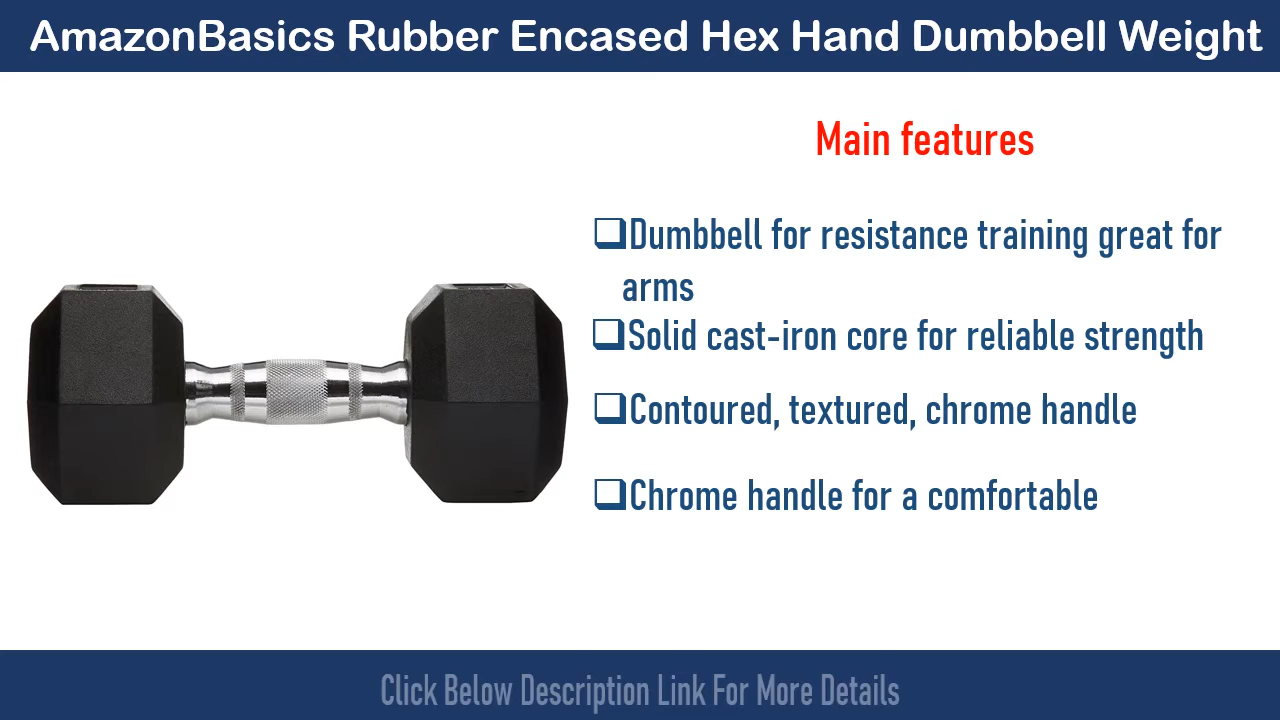 AmazonBasics Rubber Encased Hex Hand Dumbbell Weight
Main features
❑Dumbbell for resistance training great for
arms
❑Solid cast-iron core for reliable strength
❑Contoured, textured, chrome handle
❑Chrome handle for a comfortable
Click Below Description Link For More Details